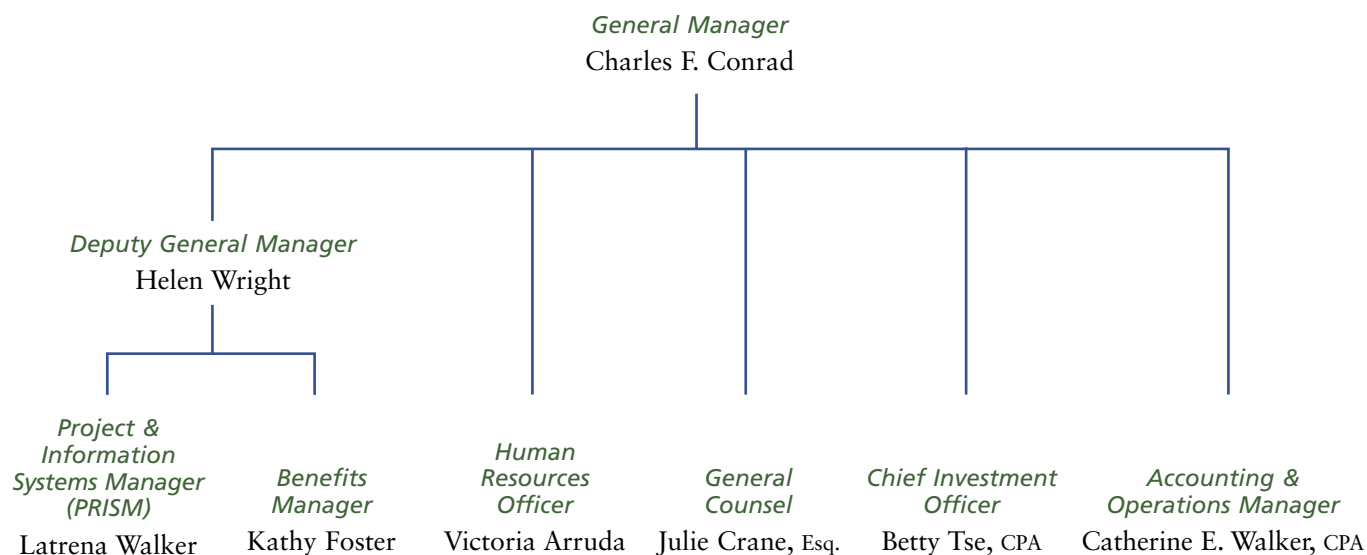 General Manager
Charles F. Conrad
Deputy General Manager
Helen Wright
Project &
Information
Systems Manager
(PRISM)
Latrena Walker
Benefits
Manager
Kathy Foster
Human
Resources
Officer
Victoria Arruda
General
Counsel
Julie Crane, Esq.
Chief Investment
Officer
Betty Tse, CPA
Accounting &
Operations Manager
Catherine E. Walker, CPA